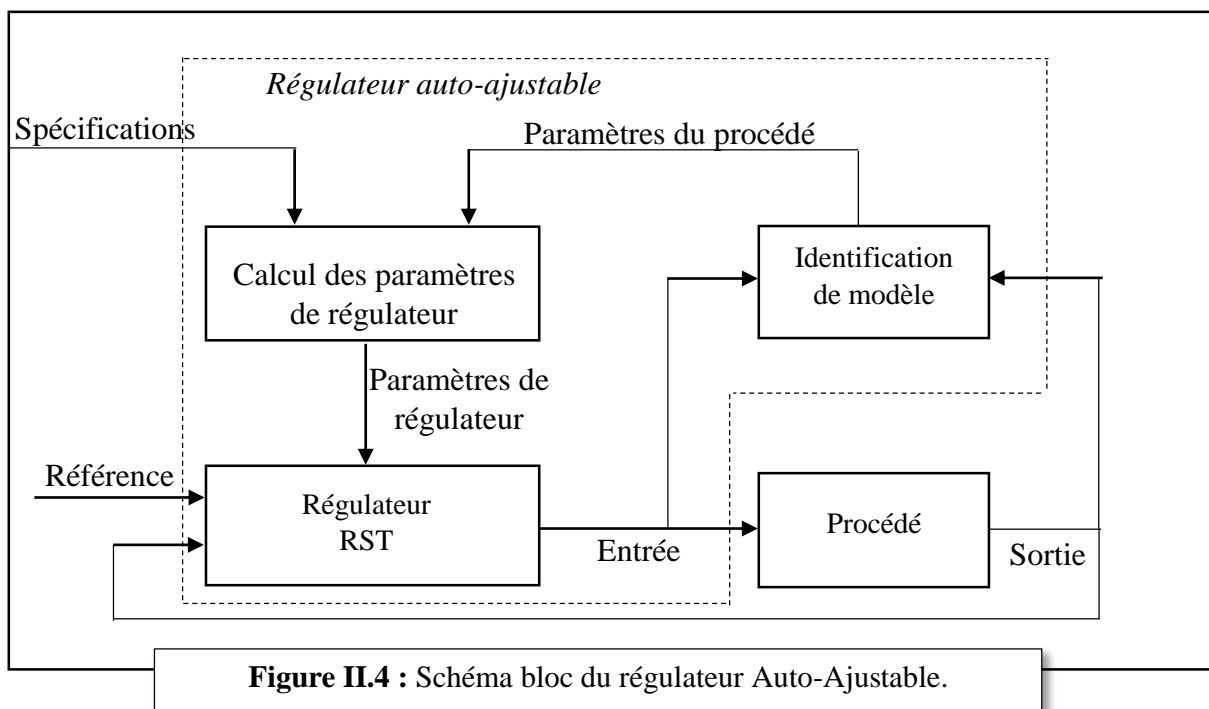 Régulateur auto-ajustable
Spécifications
Paramètres du procédé
Calcul des paramètres
de régulateur
Identification
de modèle
Paramètres de
régulateur
Référence
Régulateur
RST
Entrée
Procédé
Sortie
Figure II.4 : Schéma bloc du régulateur Auto-Ajustable.